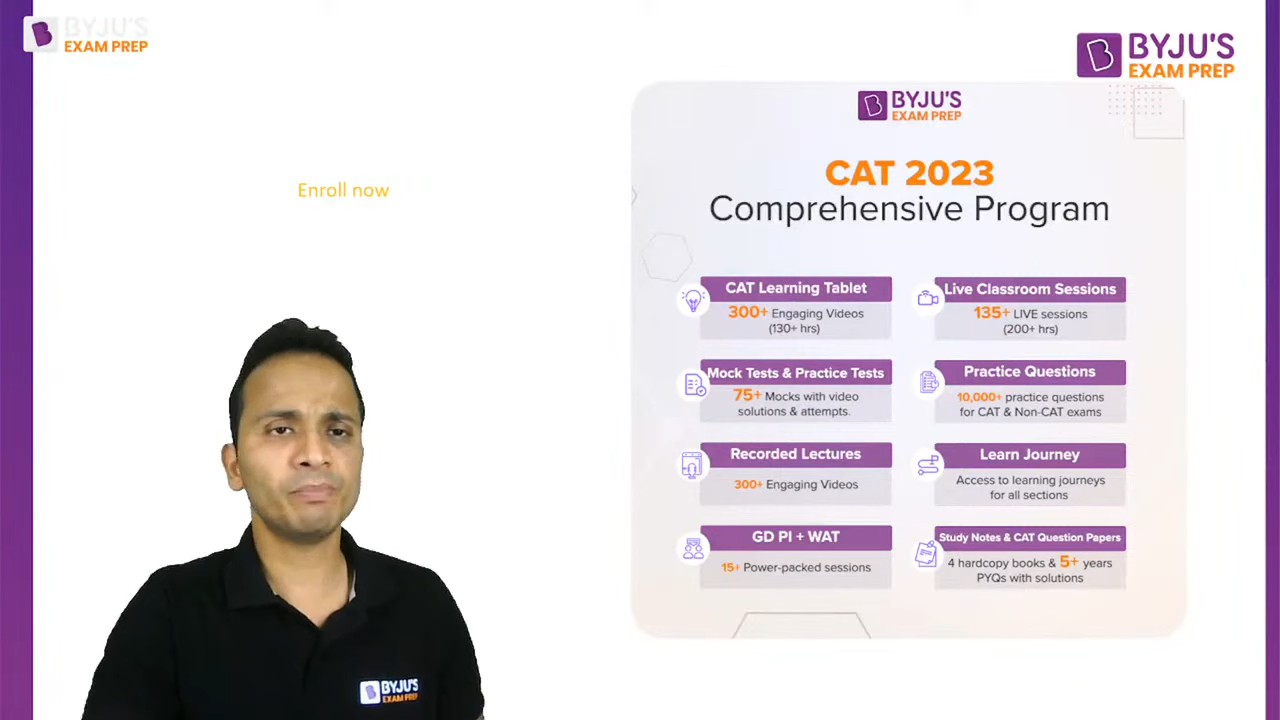 BYJU'S
EXAM PREP
BYJU'S
EXAM PREP
Enroll now
BYJU'S
EXAM PREP
CAT 2023
Comprehensive Program
CAT Learning Tablet
300+ Engaging Videos
(130+ hrs)
Live Classroom Sessions
135+ LIVE sessions
(200+ hrs)
Mock Tests & Practice Tests
75+ Mocks with video
solutions & attempts.
Practice Questions
10,000+ practice questions
for CAT & Non-CAT exams
Recorded Lectures
300+ Engaging Videos
Learn Journey
Access to learning journeys
for all sections
GD PI + WAT
15+ Power-packed sessions
Study Notes & CAT Question Papers
4 hardcopy books & 5+ years
PYQs with solutions
BYJU'S
EXAM PREP